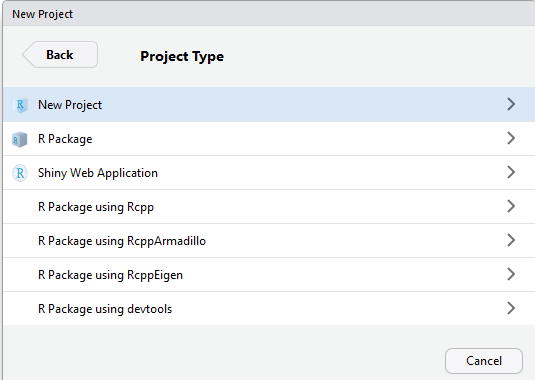 New Project
Back
Project Type
New Project
R Package
Shiny Web Application
R Package using Rcpp
R Package using RcppArmadillo
R Package using RcppEigen
R Package using devtools
Cancel